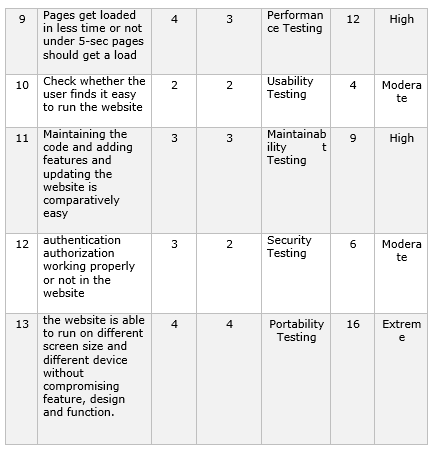 9 Pages get loaded 4 3 Performan 12 High
in less time or not ce Testing
under 5-sec pages
should get a load
10 Check whether the 2 2 Usability 4 Modera
user finds it easy Testing te
to run the website
11 Maintaining the 3 3 Maintainab 9 High
code and adding ility t
features and Testing
updating the
website is
comparatively
easy
12 authentication 3 2 Security 6 Modera
authorization Testing te
working properly
or not in the
website
13 the website is able 4 4 Portability 16 Extrem
to run on different Testing e
screen size and
different device
without
compromising
feature, design
and function.